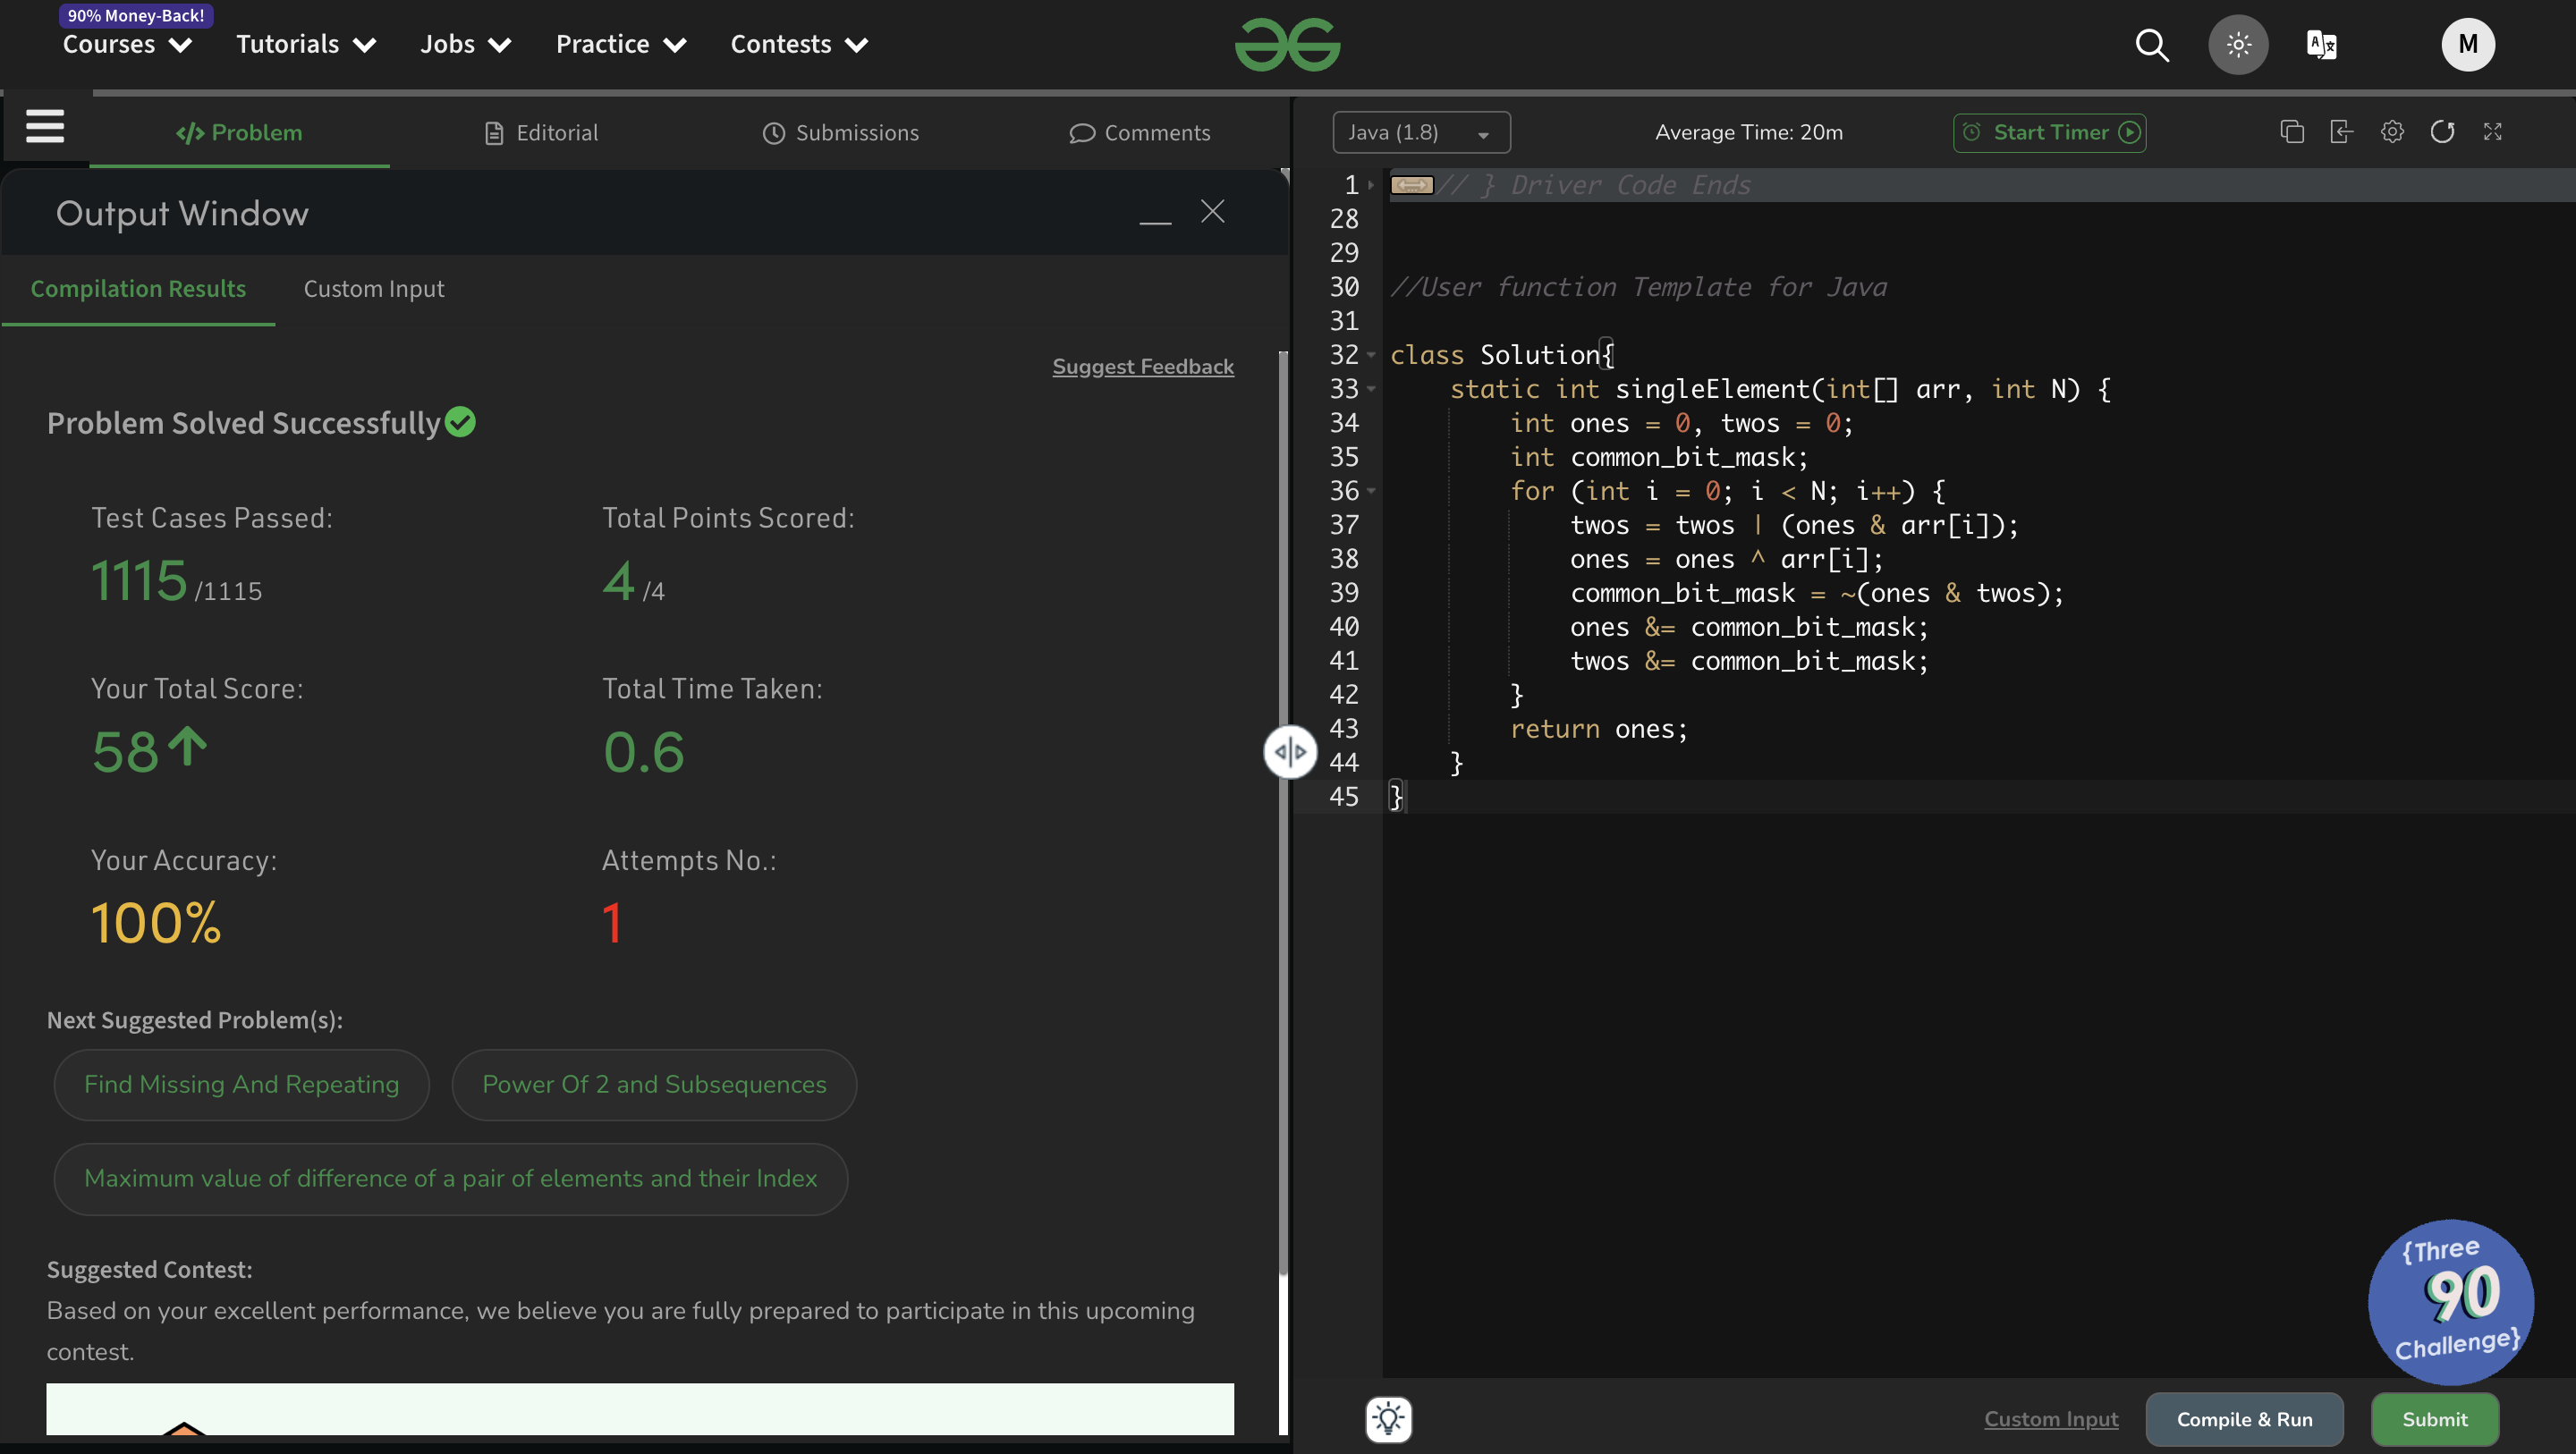 90% Money-Back!
Courses Tutorials Jobs Practice Contests
M
Problem Editorial Submissions Comments
Output Window
Compilation Results Custom Input
Suggest Feedback
Problem Solved Successfully
Test Cases Passed: Total Points Scored:
1115 /1115 4 /4
Your Total Score: Total Time Taken:
58 0.6
Your Accuracy: Attempts No.:
100% 1
Next Suggested Problem(s):
Find Missing And Repeating Power Of 2 and Subsequences
Maximum value of difference of a pair of elements and their Index
Suggested Contest:
Based on your excellent performance, we believe you are fully prepared to participate in this upcoming
contest.
Java (1.8) Average Time: 20m Start Timer
1 // } Driver Code Ends
28
29
30 //User function Template for Java
31
32 class Solution{
33 static int singleElement(int[] arr, int N) {
34 int ones = 0, twos = 0;
35 int common_bit_mask;
36 for (int i = 0; i < N; i++) {
37 twos = twos | (ones & arr[i]);
38 ones = ones ^ arr[i];
39 common_bit_mask = ~(ones & twos);
40 ones &= common_bit_mask;
41 twos &= common_bit_mask;
42 }
43 return ones;
44 }
45 }
{Three
90
Challenge}
Custom Input Compile & Run Submit